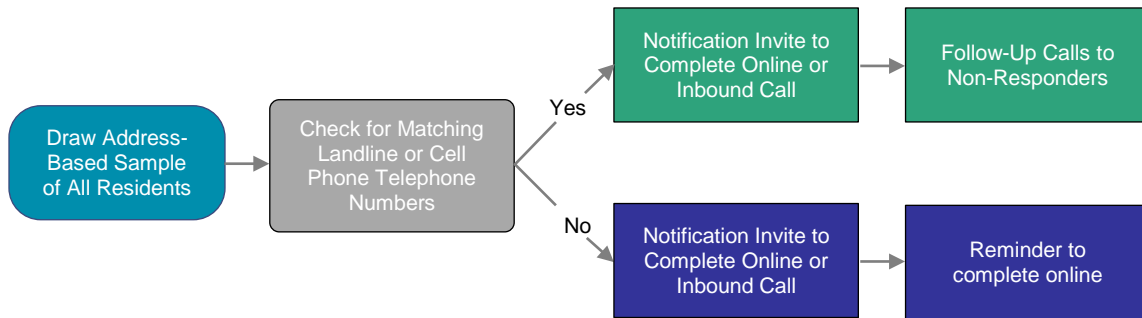 Draw Address-
Based Sample
of All Residents
Check for Matching
Landline or Cell
Phone Telephone
Numbers
Yes
Notification Invite to
Complete Online or
Inbound Call
Follow-Up Calls to
Non-Responders
No
Notification Invite to
Complete Online or
Inbound Call
Reminder to
complete online